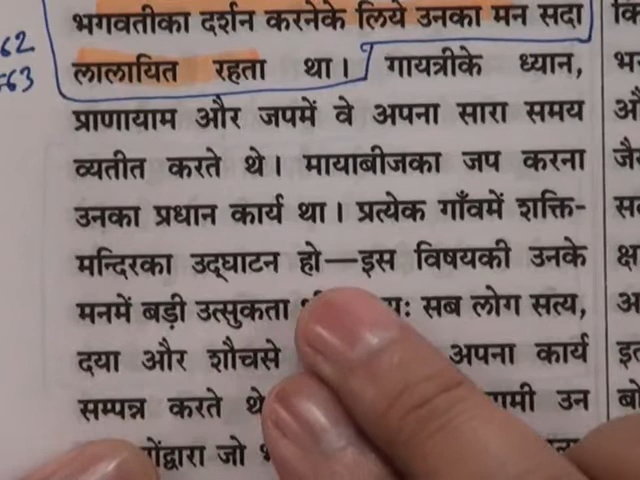 62
63
भगवतीका दर्शन करनेके लिये उनका मन सदा
लालायित रहता था। गायत्रीके ध्यान,
प्राणायाम और जपमें वे अपना सारा समय
व्यतीत करते थे। मायाबीजका जप करना
उनका प्रधान कार्य था। प्रत्येक गाँवमें शक्ति-
मन्दिरका उद्घाटन हो—इस विषयकी उनके
मनमें बड़ी उत्सुकता सब लोग सत्य,
दया और शौचसे अपना कार्य
सम्पन्न करते थे उन
जो